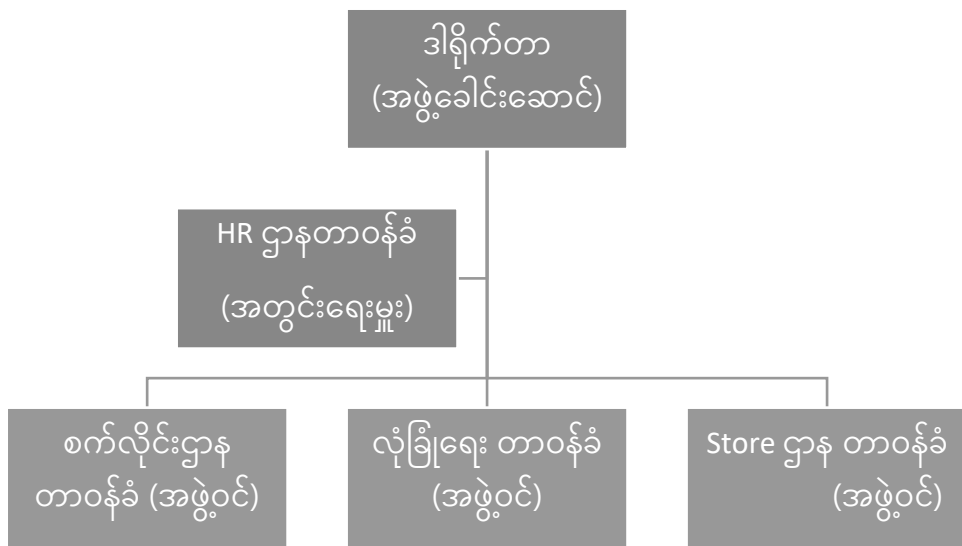 ဒါရိုက်တာ
(အဖွဲ့ခေါင်းဆောင်)
HR ဌာနတာဝန်ခံ
(အတွင်းရေးမှူး)
စက်လိုင်းဌာန
တာဝန်ခံ (အဖွဲ့ဝင်)
လုံခြုံရေး တာဝန်ခံ
(အဖွဲ့ဝင်)
Store ဌာန တာဝန်ခံ
(အဖွဲ့ဝင်)